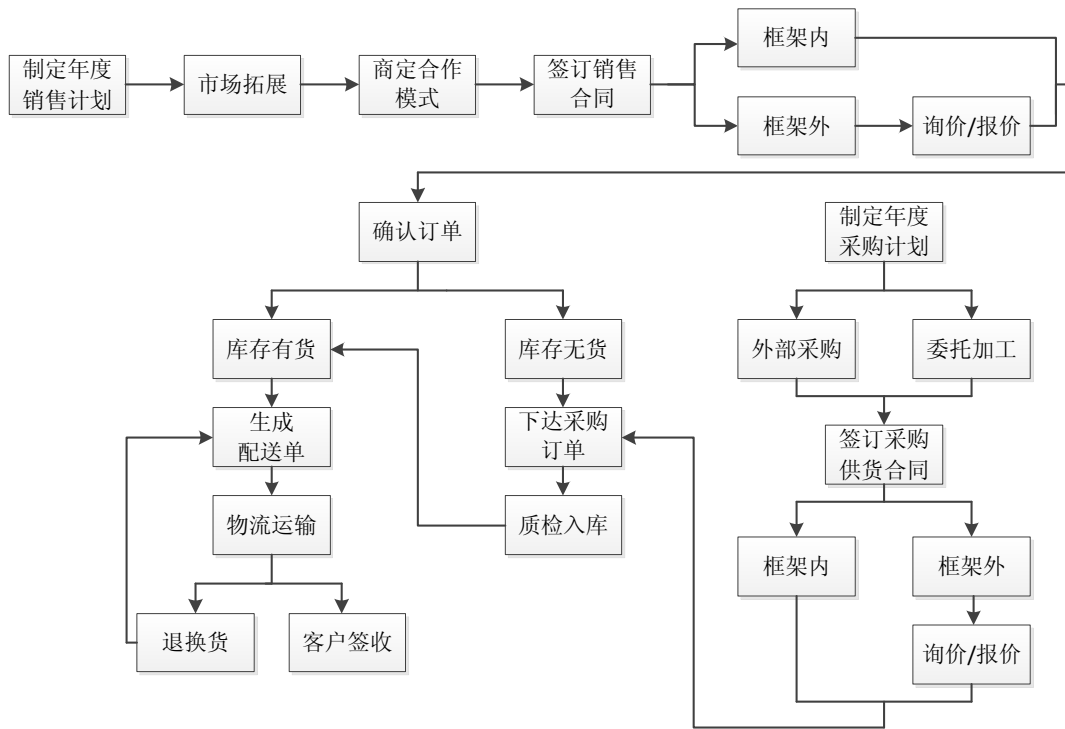 制定年度
销售计划
市场拓展
商定合作
模式
签订销售
合同
框架内
框架外
询价/报价
确认订单
制定年度
采购计划
库存有货
库存无货
外部采购
委托加工
生成
配送单
下达采购
订单
签订采购
供货合同
物流运输
质检入库
框架内
框架外
退换货
客户签收
询价/报价